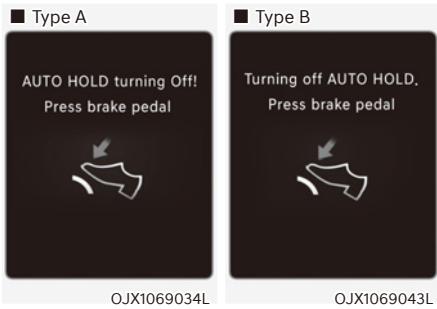 ■ Type A
AUTO HOLD turning Off!
Press brake pedal
OJX1069034L
■ Type B
Turning off AUTO HOLD.
Press brake pedal
OJX1069043L